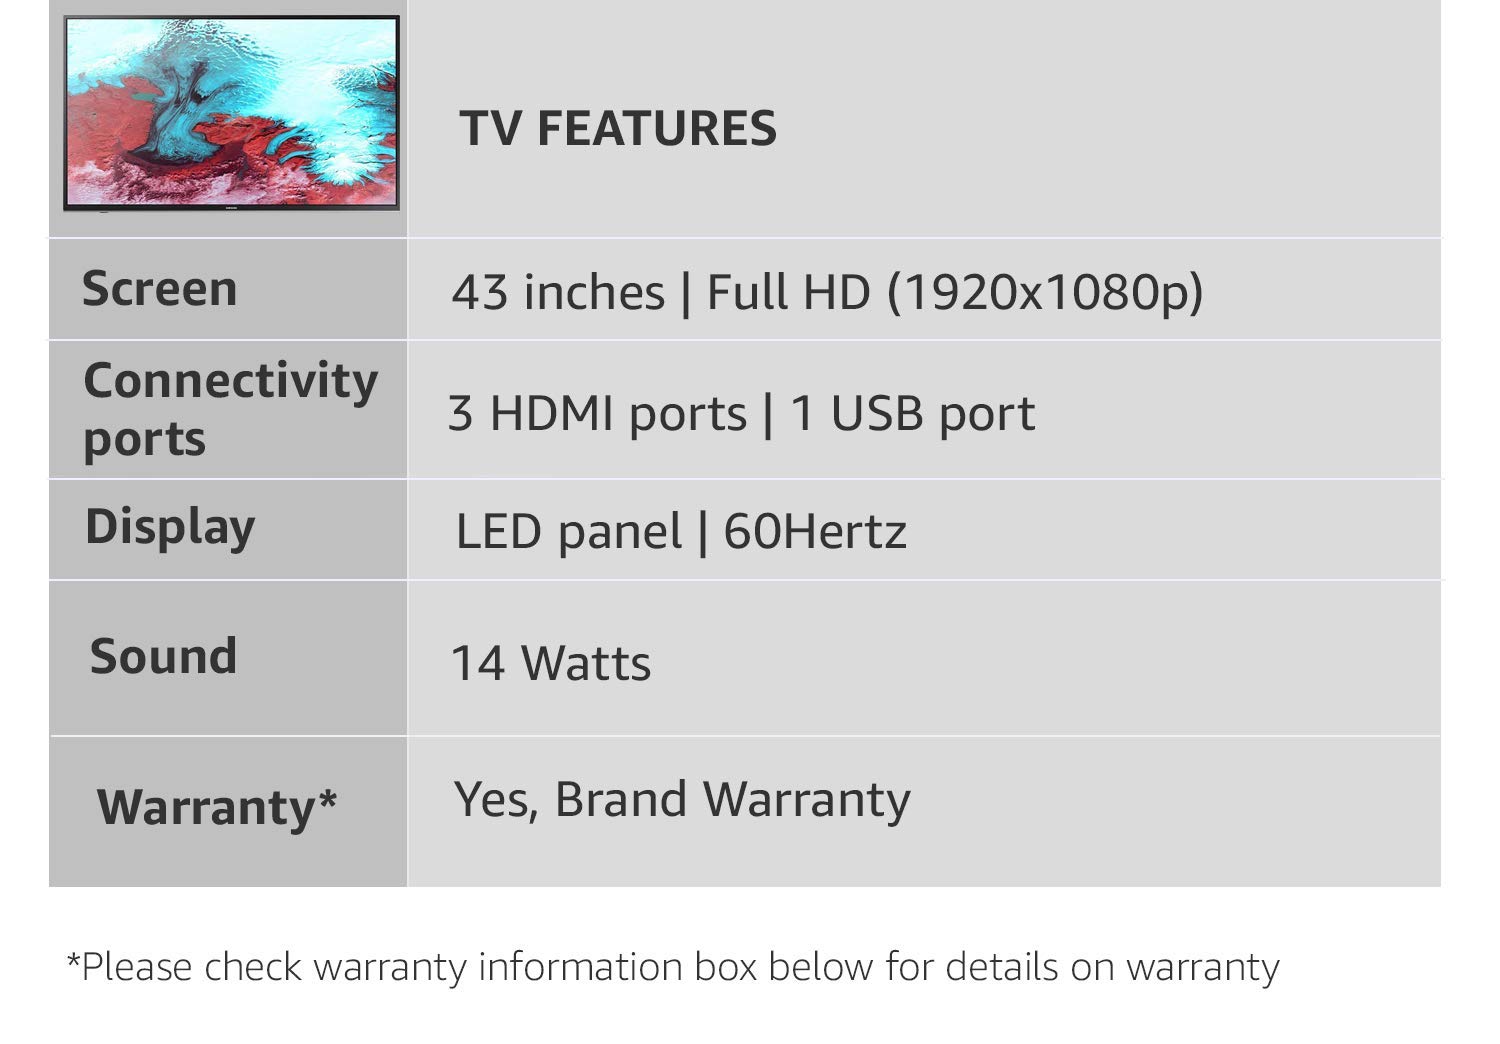 TV FEATURES
Screen
43 inches | Full HD (1920x1080p)
Connectivity
ports
3 HDMI ports | 1 USB port
Display
LED panel | 60Hertz
Sound
14 Watts
Warranty*
Yes, Brand Warranty
*Please check warranty information box below for details on warranty